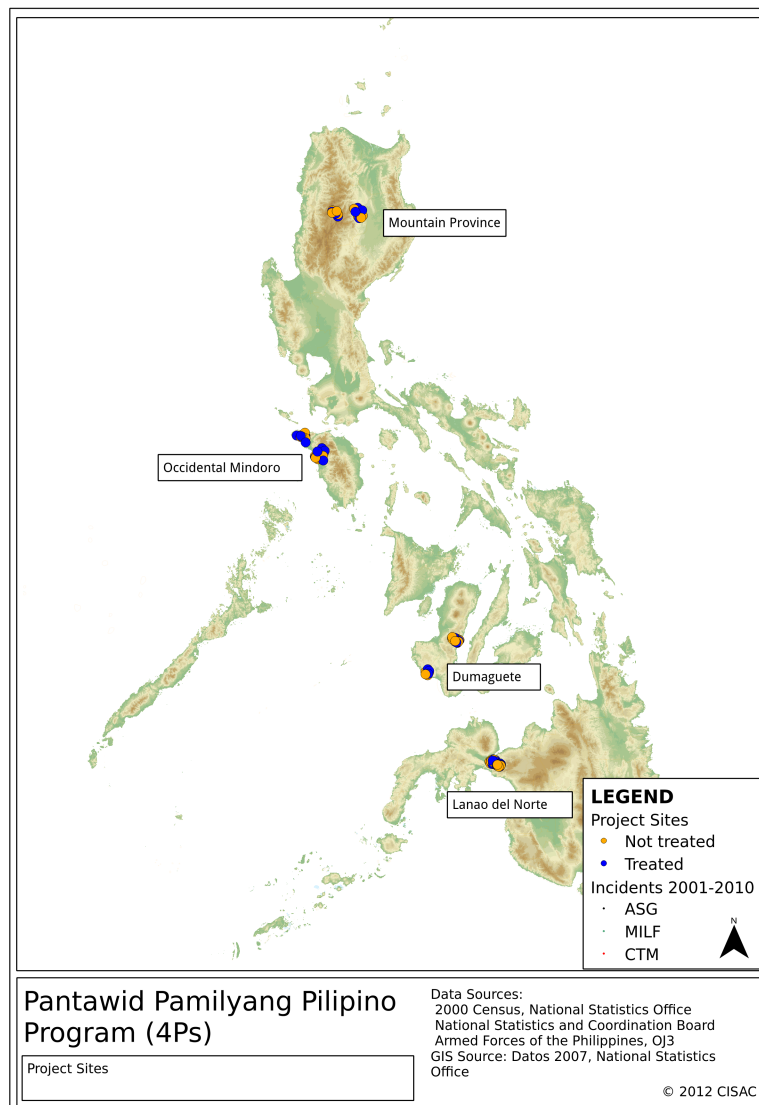 Mountain Province
Occidental Mindoro
Dumaguete
Lanao del Norte
LEGEND
Project Sites
Not treated
Treated
Incidents 2001-2010
ASG
MILF
CTM
N
Pantawid Pamilyang Pilipino
Program (4Ps)
Project Sites
Data Sources:
2000 Census, National Statistics Office
National Statistics and Coordination Board
Armed Forces of the Philippines, OJ3
GIS Source: Datos 2007, National Statistics
Office
© 2012 CISAC